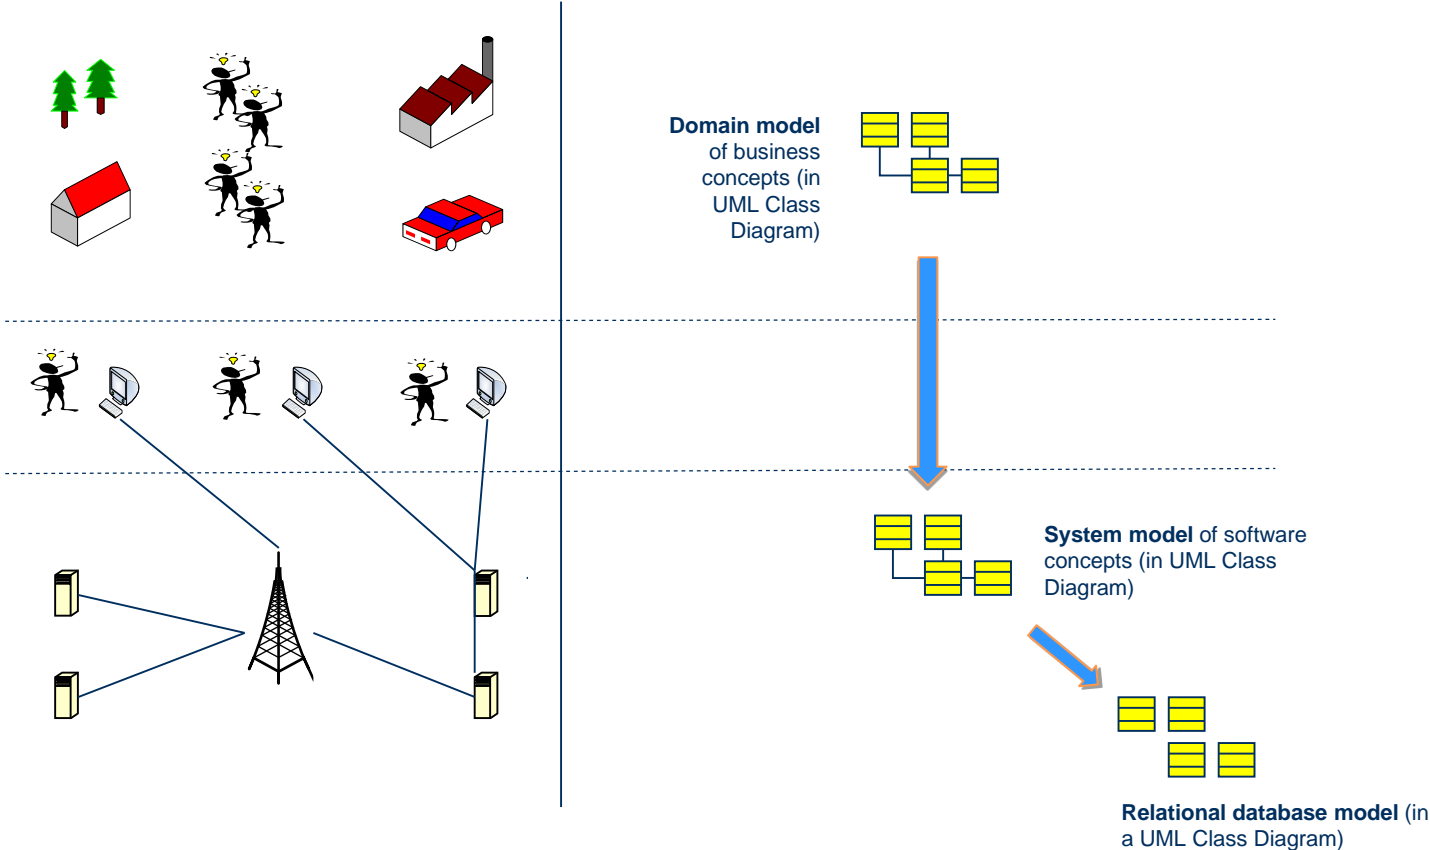 Domain model
of business
concepts (in
UML Class
Diagram)
System model of software
concepts (in UML Class
Diagram)
Relational database model (in
a UML Class Diagram)